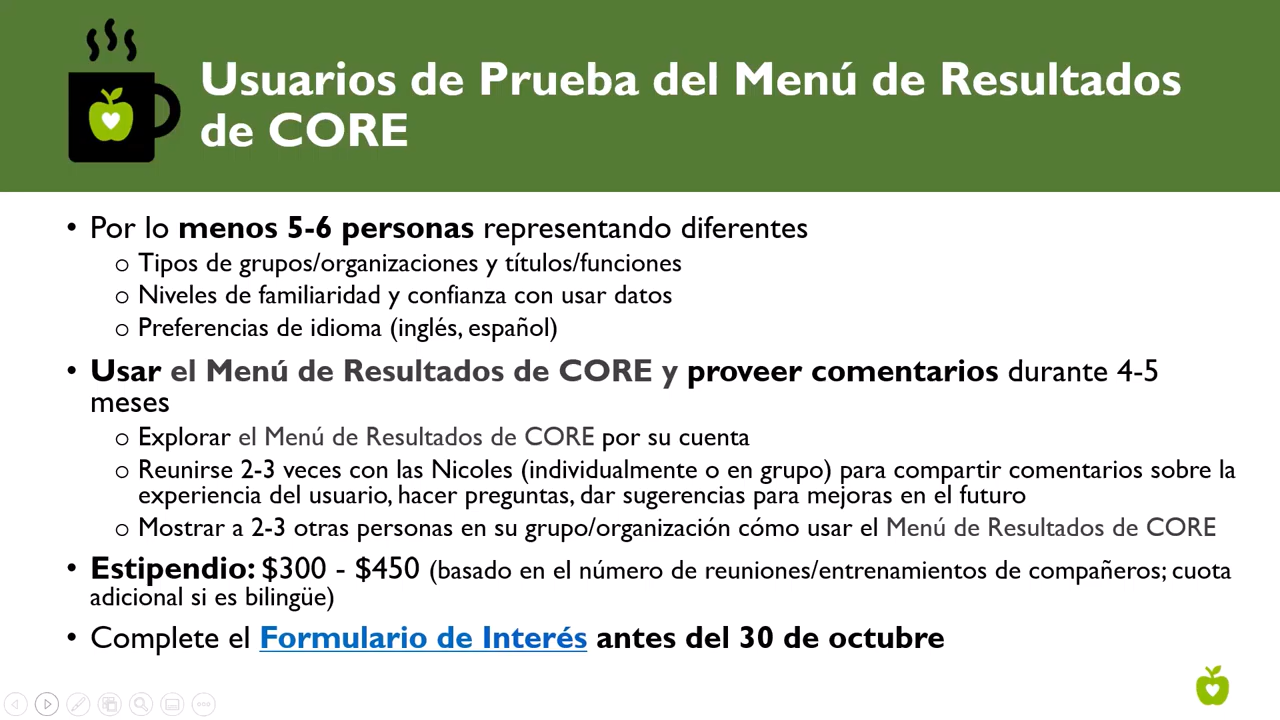 Usuarios de Prueba del Menú de Resultados
de CORE
• Por lo menos 5-6 personas representando diferentes
o Tipos de grupos/organizaciones y títulos/funciones
o Niveles de familiaridad y confianza con usar datos
o Preferencias de idioma (inglés, español)
• Usar el Menú de Resultados de CORE y proveer comentarios durante 4-5
meses
o Explorar el Menú de Resultados de CORE por su cuenta
o Reunirse 2-3 veces con las Nicoles (individualmente o en grupo) para compartir comentarios sobre la
experiencia del usuario, hacer preguntas, dar sugerencias para mejoras en el futuro
o Mostrar a 2-3 otras personas en su grupo/organización cómo usar el Menú de Resultados de CORE
• Estipendio: $300 - $450 (basado en el número de reuniones/entrenamientos de compañeros; cuota
adicional si es bilingüe)
• Complete el Formulario de Interés antes del 30 de octubre